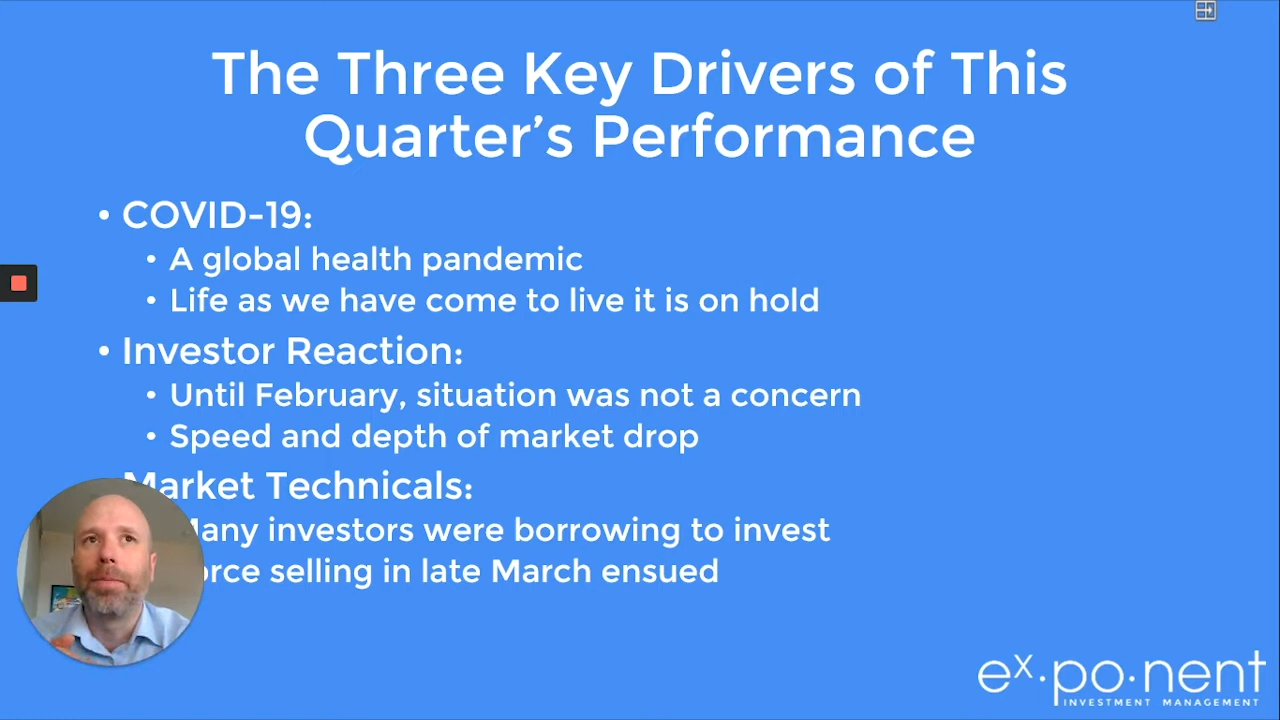 The Three Key Drivers of This
Quarter’s Performance
• COVID-19:
• A global health pandemic
• Life as we have come to live it is on hold
• Investor Reaction:
• Until February, situation was not a concern
• Speed and depth of market drop
Market Technicals:
Many investors were borrowing to invest
orce selling in late March ensued
ex·po·nent
INVESTMENT MANAGEMENT